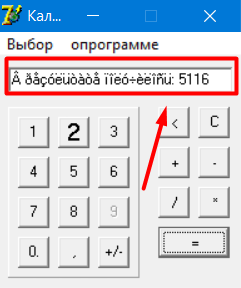 Кал...
Выбор опрограмме
Â ðåçóëüòàòå ïîëó÷èëîñü: 5116
1 2 3 < C
4 5 6 + -
7 8 9 / *
0. , +/- =